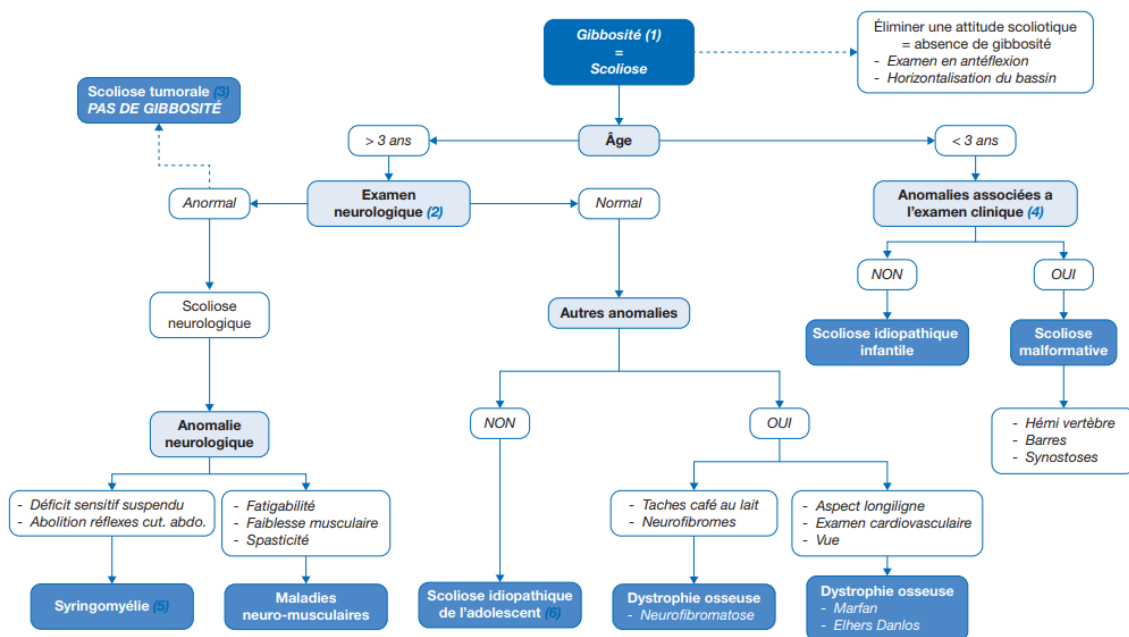 Gibbosité (1)
=
Scoliose
Éliminer une attitude scoliotique
= absence de gibbosité
- Examen en antéflexion
- Horizontalisation du bassin
Scoliose tumorale (3)
PAS DE GIBBOSITÉ
> 3 ans
Âge
< 3 ans
Anormal
Examen
neurologique (2)
Normal
Anomalies associées a
l'examen clinique (4)
NON
OUI
Scoliose
neurologique
Autres anomalies
Scoliose idiopathique
infantile
Scoliose
malformative
Anomalie
neurologique
NON
OUI
- Hémi vertèbre
- Barres
- Synostoses
- Déficit sensitif suspendu
- Abolition réflexes cut. abdo.
- Fatigabilité
- Faiblesse musculaire
- Spasticité
- Taches café au lait
- Neurofibromes
- Aspect longiligne
- Examen cardiovasculaire
- Vue
Syringomyélie (5)
Maladies
neuro-musculaires
Scoliose idiopathique
de l'adolescent (6)
Dystrophie osseuse
- Neurofibromatose
Dystrophie osseuse
- Marfan
- Elhers Danlos